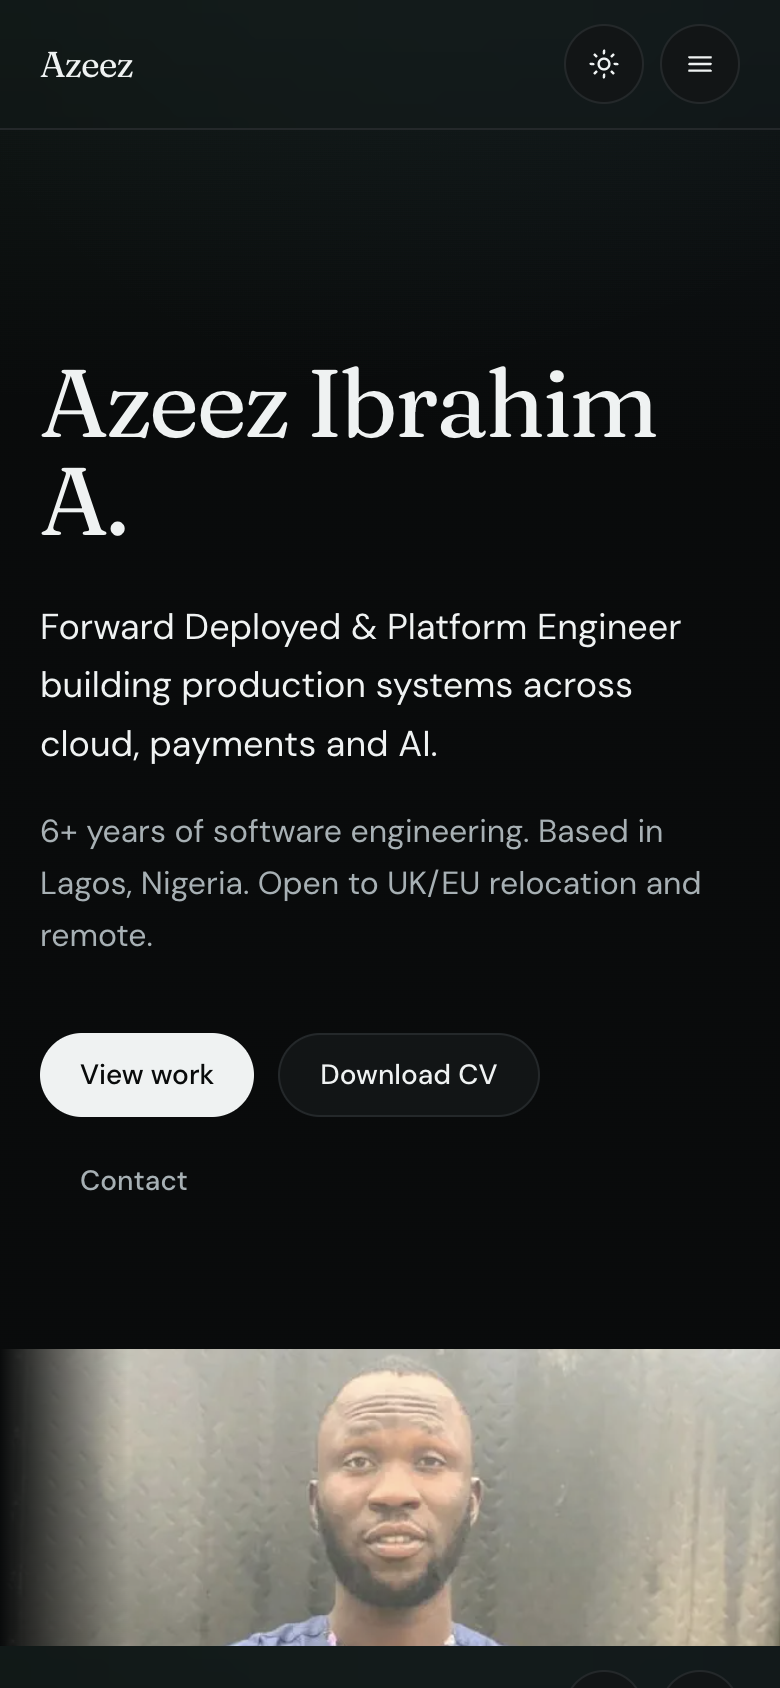 Azeez
Azeez Ibrahim
A.
Forward Deployed & Platform Engineer
building production systems across
cloud, payments and AI.
6+ years of software engineering. Based in
Lagos, Nigeria. Open to UK/EU relocation and
remote.
View work
Download CV
Contact